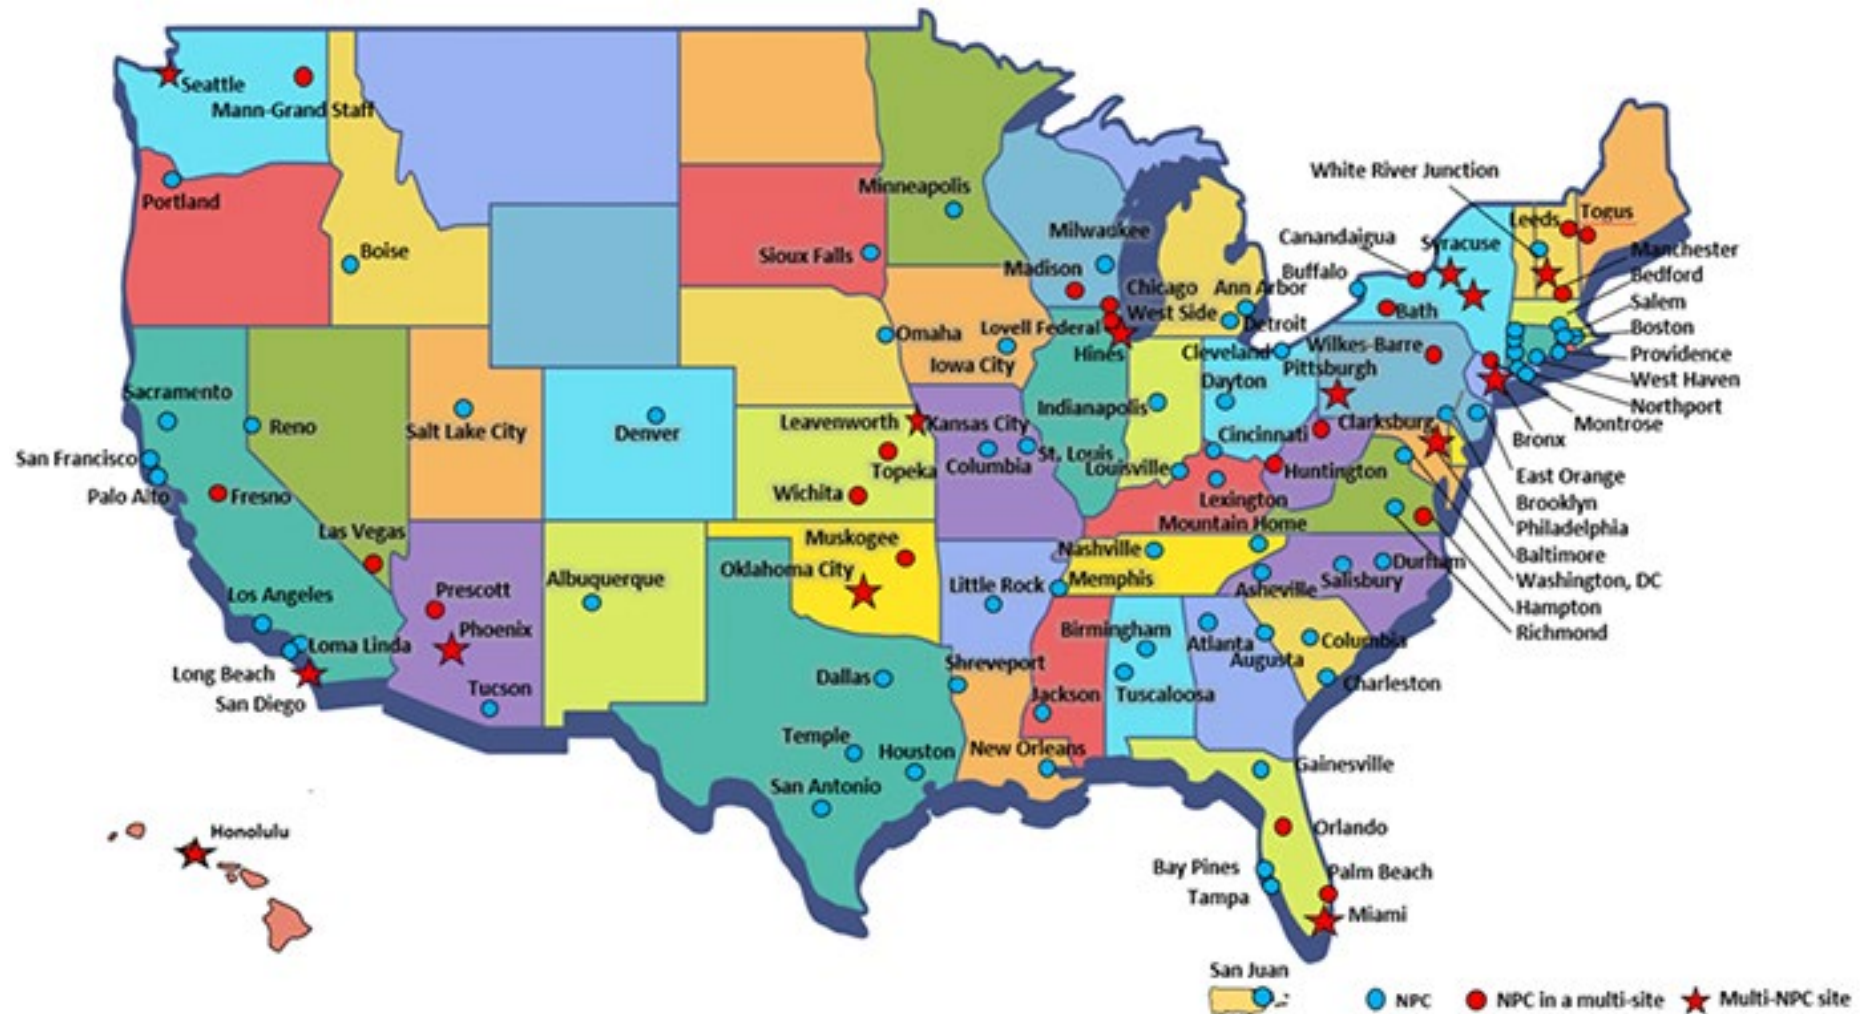 Seattle
Mann-Grand Staff
Portland
Boise
Minneapolis
Sioux Falls
Milwaukee
Madison
Chicago
West Side
Lovell Federal
Hines
Ann Arbor
Detroit
White River Junction
Leeds
Togus
Canandaigua
Syracuse
Buffalo
Bath
Manchester
Bedford
Salem
Boston
Providence
West Haven
Northport
Montrose
Bronx
East Orange
Brooklyn
Philadelphia
Baltimore
Washington, DC
Hampton
Richmond
Omaha
Iowa City
Cleveland
Wilkes-Barre
Pittsburgh
Dayton
Indianapolis
Clarksburg
Cincinnati
Sacramento
Reno
Salt Lake City
Denver
Leavenworth
Kansas City
Topeka
Columbia
St. Louis
Louisville
Huntington
Wichita
Lexington
San Francisco
Palo Alto
Fresno
Las Vegas
Mountain Home
Muskogee
Nashville
Oklahoma City
Memphis
Little Rock
Asheville
Salisbury
Durham
Los Angeles
Prescott
Albuquerque
Phoenix
Loma Linda
Long Beach
San Diego
Tucson
Birmingham
Atlanta
Augusta
Columbia
Shreveport
Dallas
Jackson
Tuscaloosa
Charleston
Temple
Houston
New Orleans
San Antonio
Gainesville
Orlando
Honolulu
Bay Pines
Palm Beach
Tampa
Miami
San Juan
NPC
NPC in a multi-site
Multi-NPC site